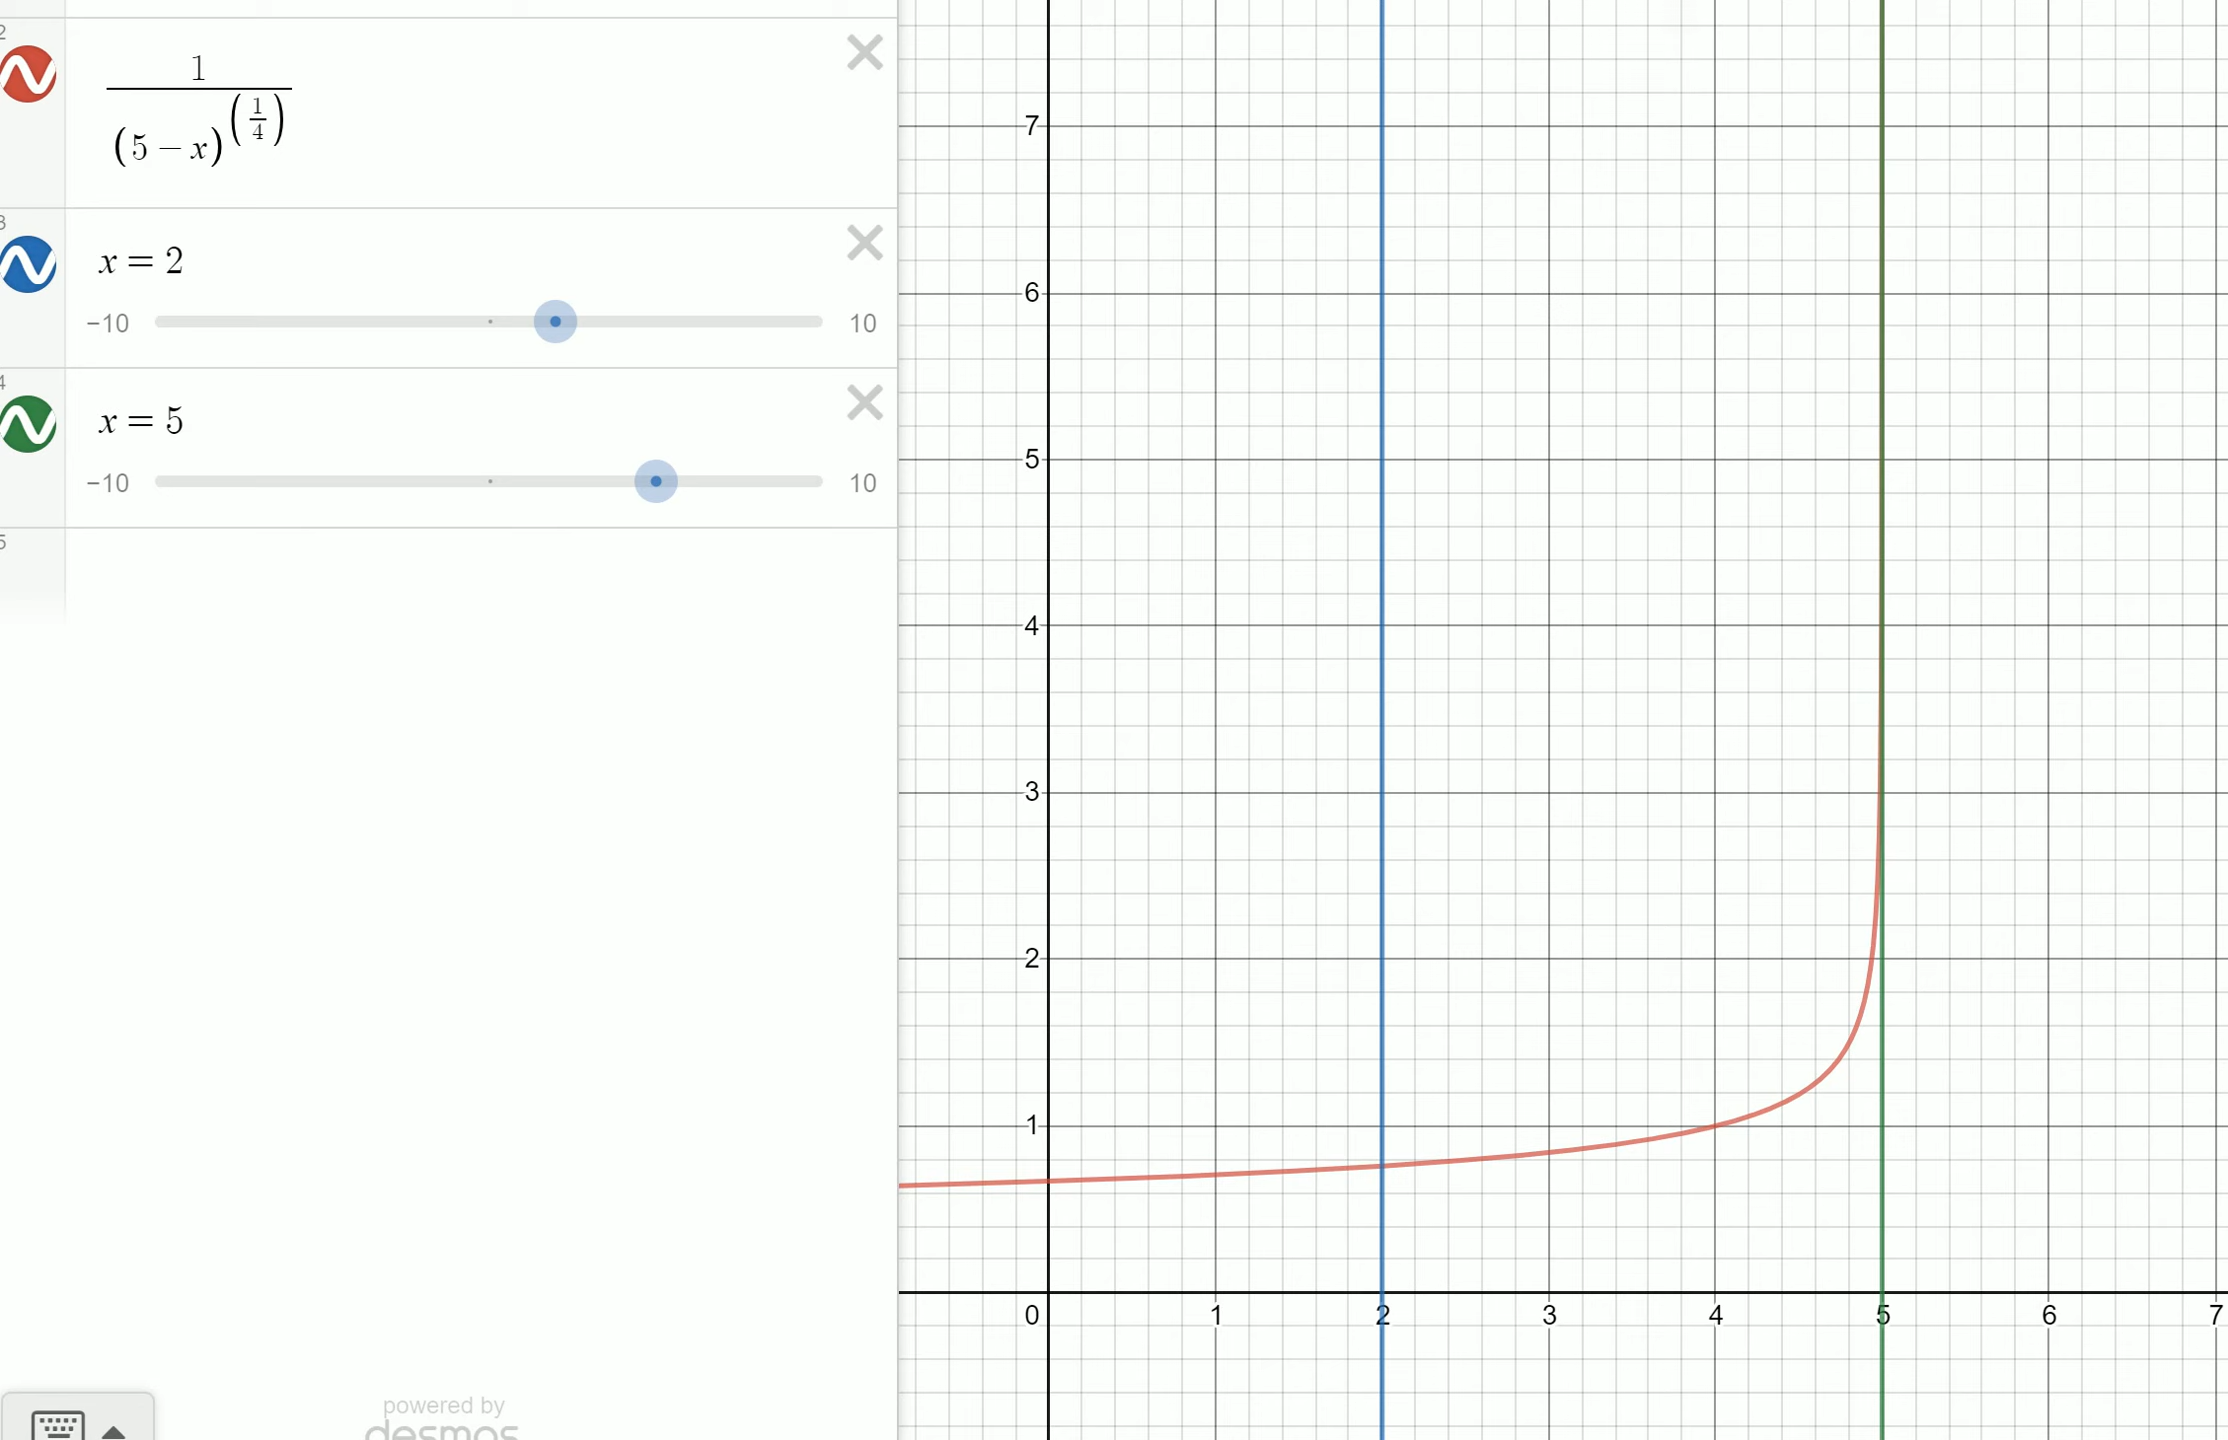 2
1
(5 − x)^(1/4)
3
x = 2
−10 10
4
x = 5
−10 10
5
powered by
desmos
7
6
5
4
3
2
1
0 1 2 3 4 5 6 7